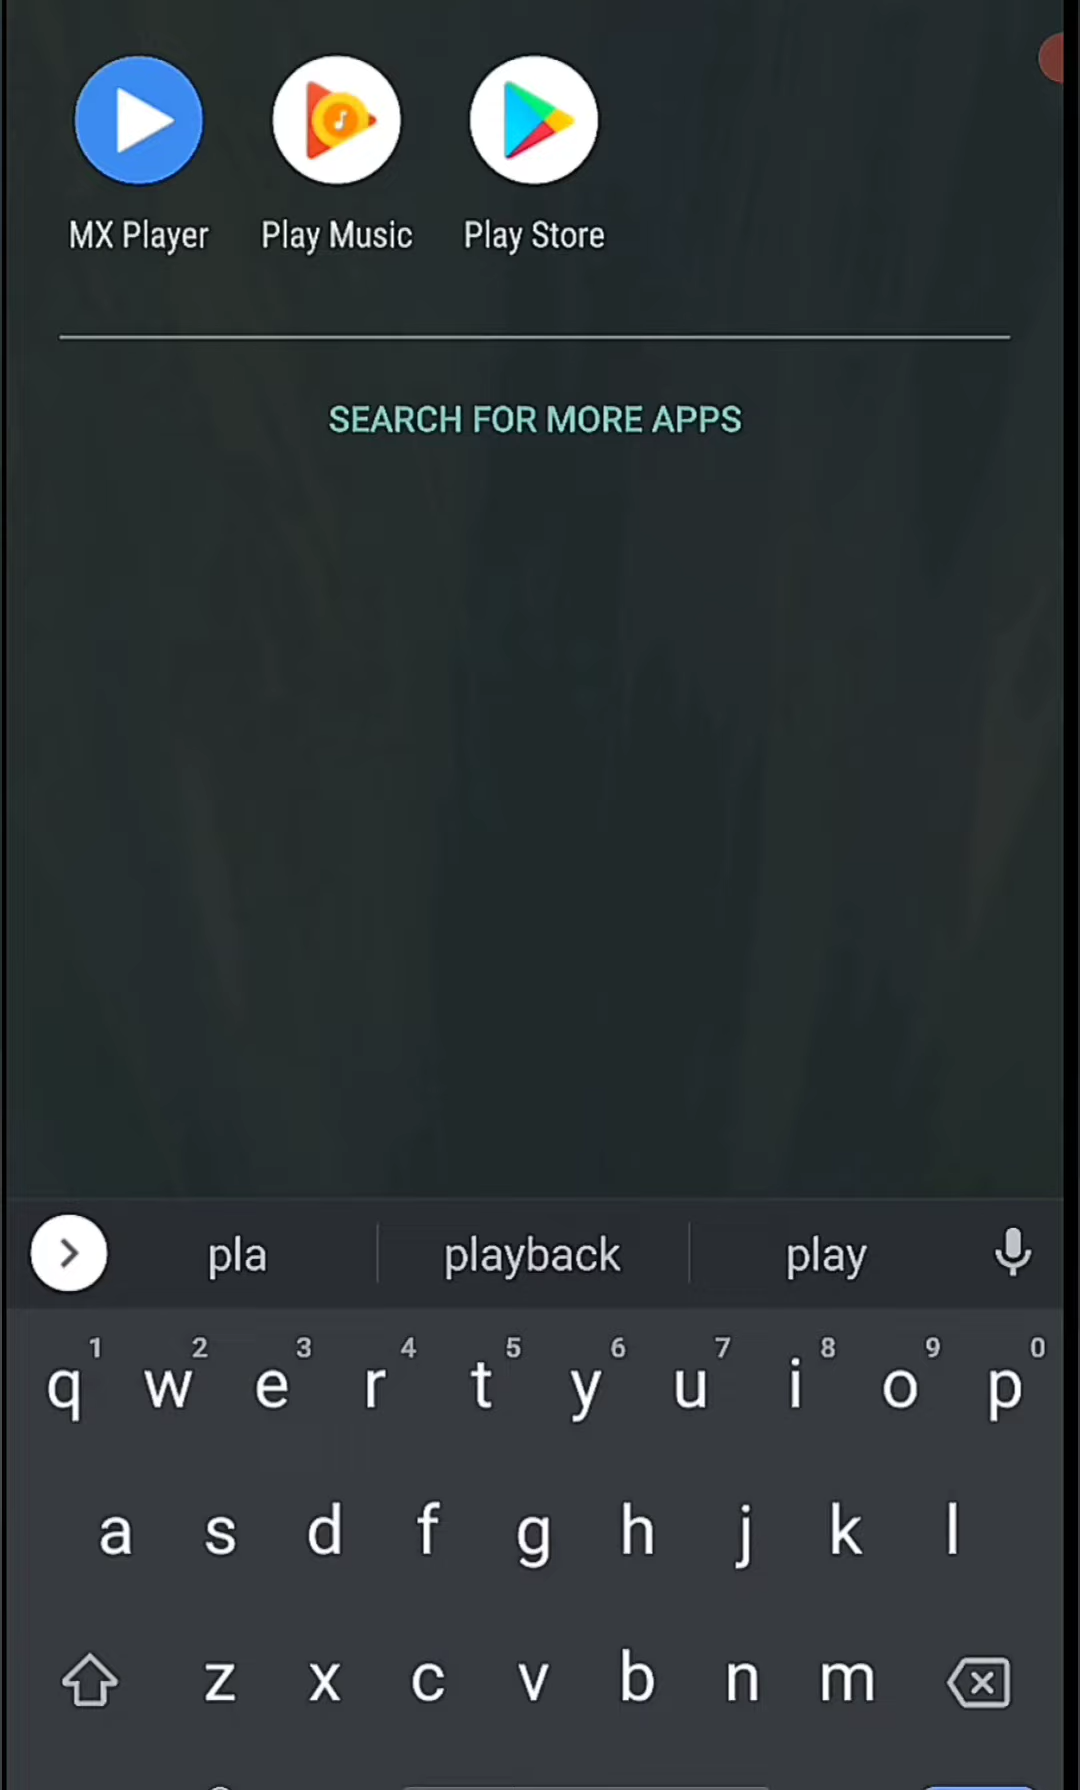 MX Player Play Music Play Store
SEARCH FOR MORE APPS
pla playback play
1 2 3 4 5 6 7 8 9 0
q w e r t y u i o p
a s d f g h j k l
z x c v b n m